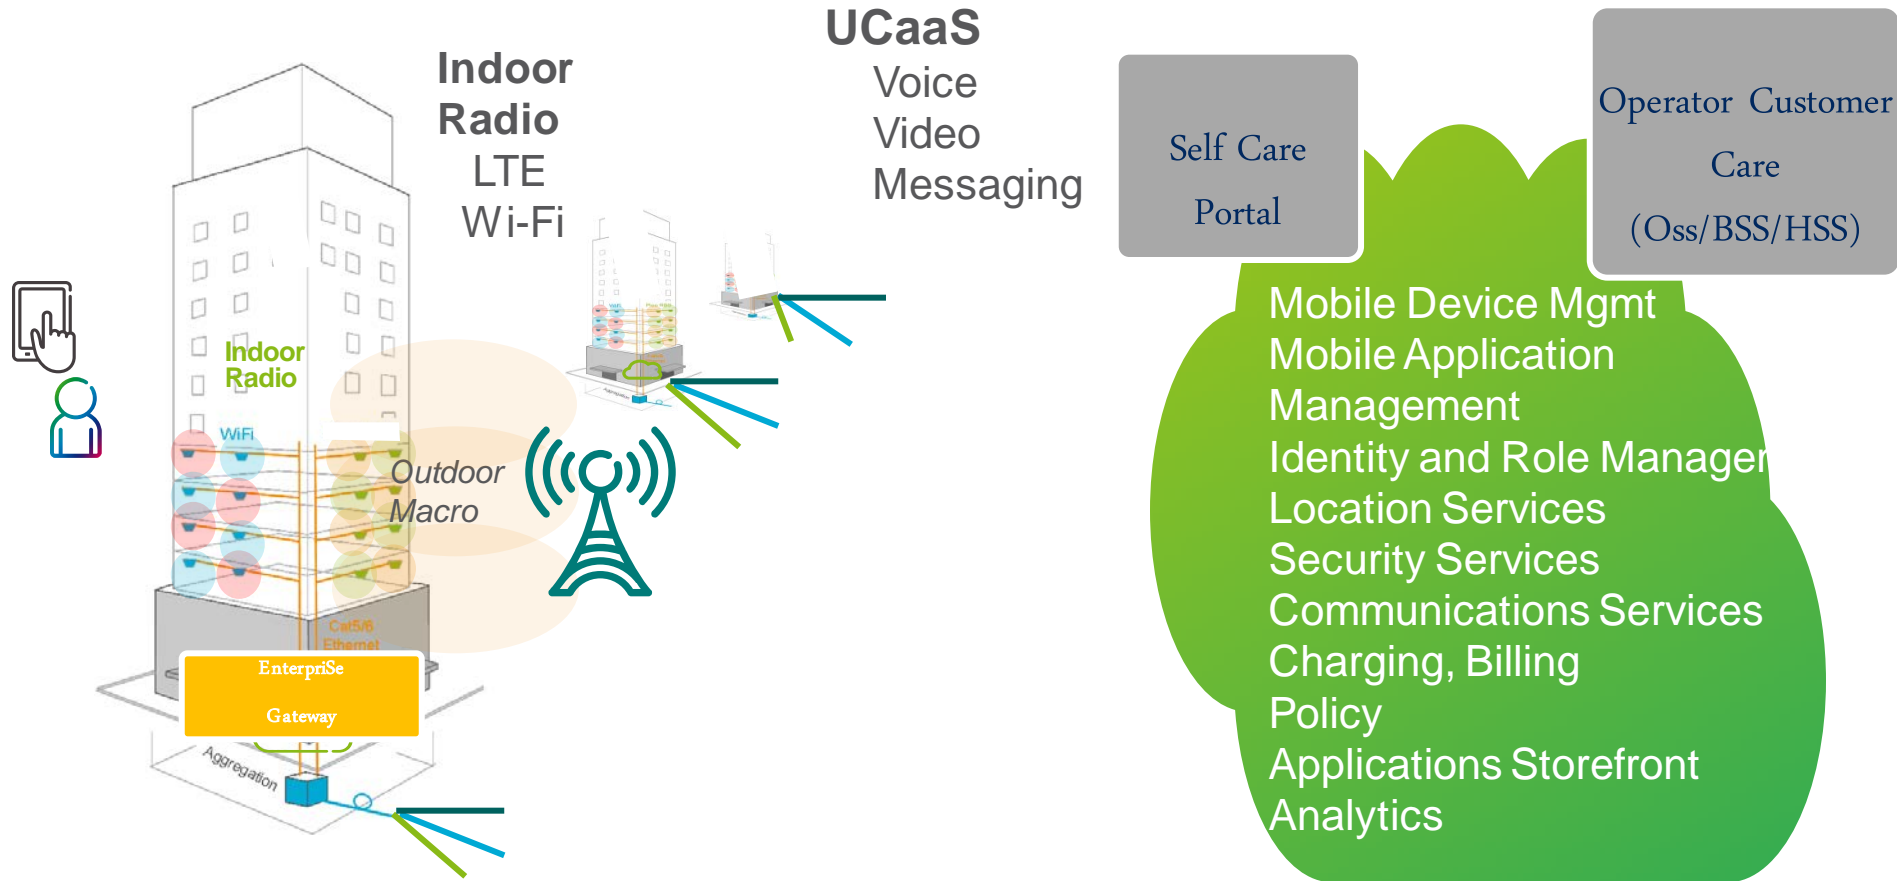 UCaaS
Voice
Video
Messaging
Indoor
Radio
LTE
Wi-Fi
Self Care
Portal
Operator Customer
Care
(Oss/BSS/HSS)
Mobile Device Mgmt
Mobile Application
Management
Identity and Role Manager
Location Services
Security Services
Communications Services
Charging, Billing
Policy
Applications Storefront
Analytics
Indoor
Radio
WiFi
Outdoor
Macro
Cat5/6
Ethernet
EnterpriSe
Gateway
Aggregation
WiFi
Aggregation